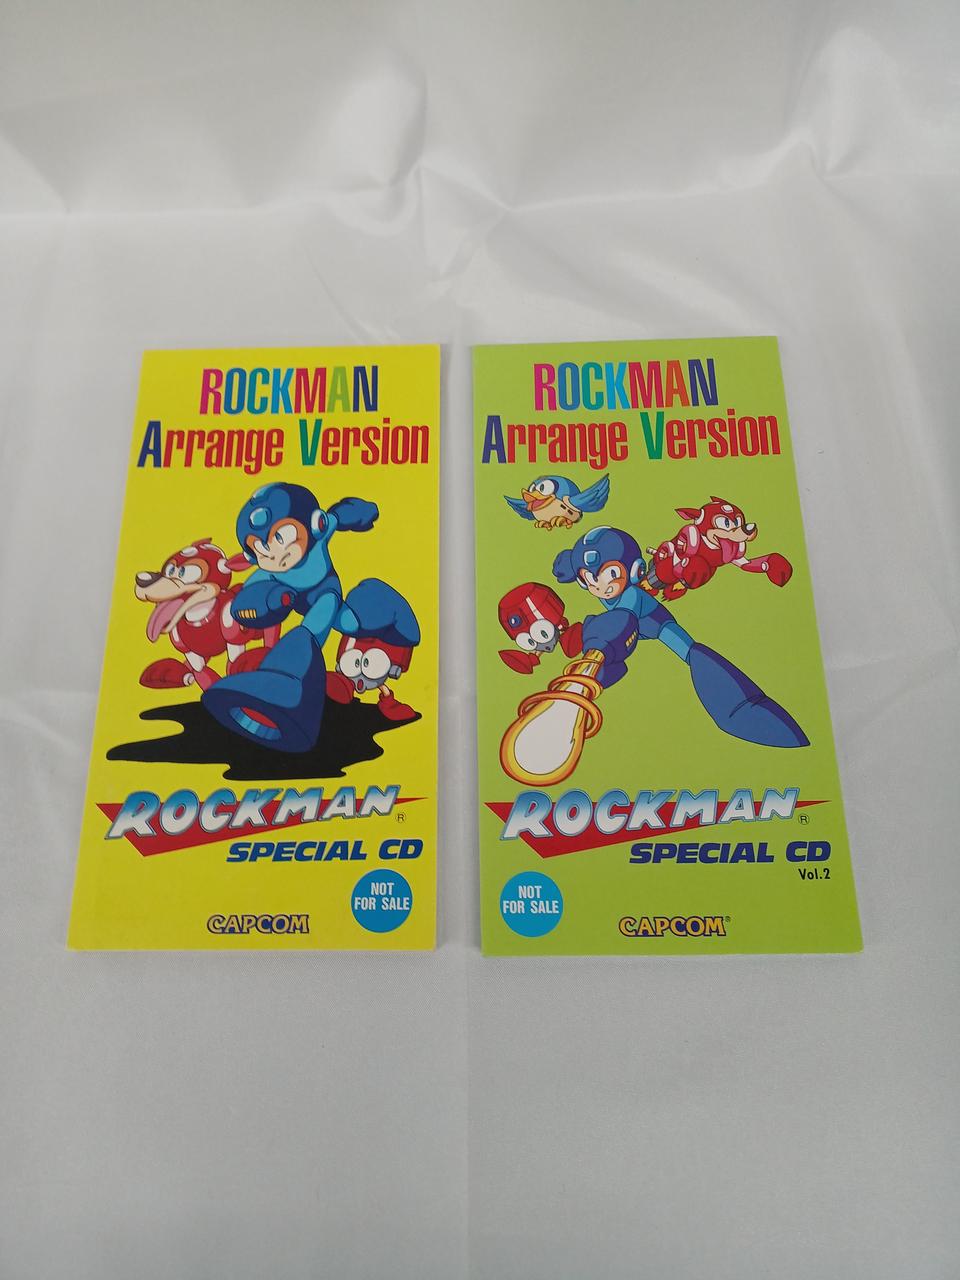 ROCKMAN
Arrange Version
ROCKMAN®
SPECIAL CD
NOT
FOR SALE
CAPCOM
ROCKMAN
Arrange Version
ROCKMAN®
SPECIAL CD
Vol.2
NOT
FOR SALE
CAPCOM®